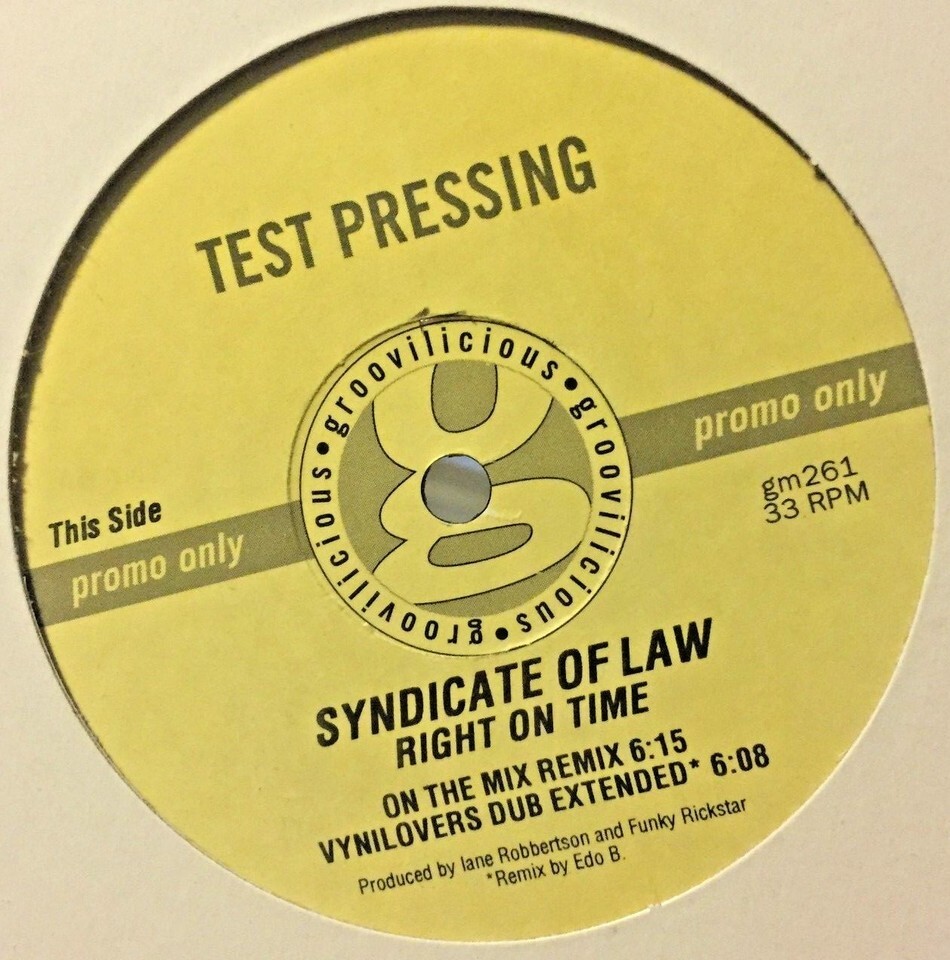 TEST PRESSING
groovilicious • groovilicious • groovilicious • groovilicious •
g
promo only
gm261
33 RPM
This Side
promo only
SYNDICATE OF LAW
RIGHT ON TIME
ON THE MIX REMIX 6:15
VYNILOVERS DUB EXTENDED* 6:08
Produced by Iane Robbertson and Funky Rickstar
*Remix by Edo B.